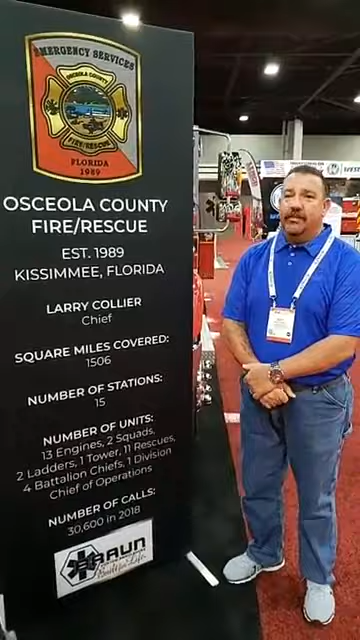 EMERGENCY SERVICES
OSCEOLA COUNTY
FIRE/RESCUE
FLORIDA
1989
OSCEOLA COUNTY
FIRE/RESCUE
EST. 1989
KISSIMMEE, FLORIDA
LARRY COLLIER
Chief
SQUARE MILES COVERED:
1506
NUMBER OF STATIONS:
15
NUMBER OF UNITS:
13 Engines, 2 Squads,
2 Ladders, 1 Tower, 11 Rescues,
4 Battalion Chiefs, 1 Division
Chief of Operations
NUMBER OF CALLS:
30,600 in 2018
BRAUN